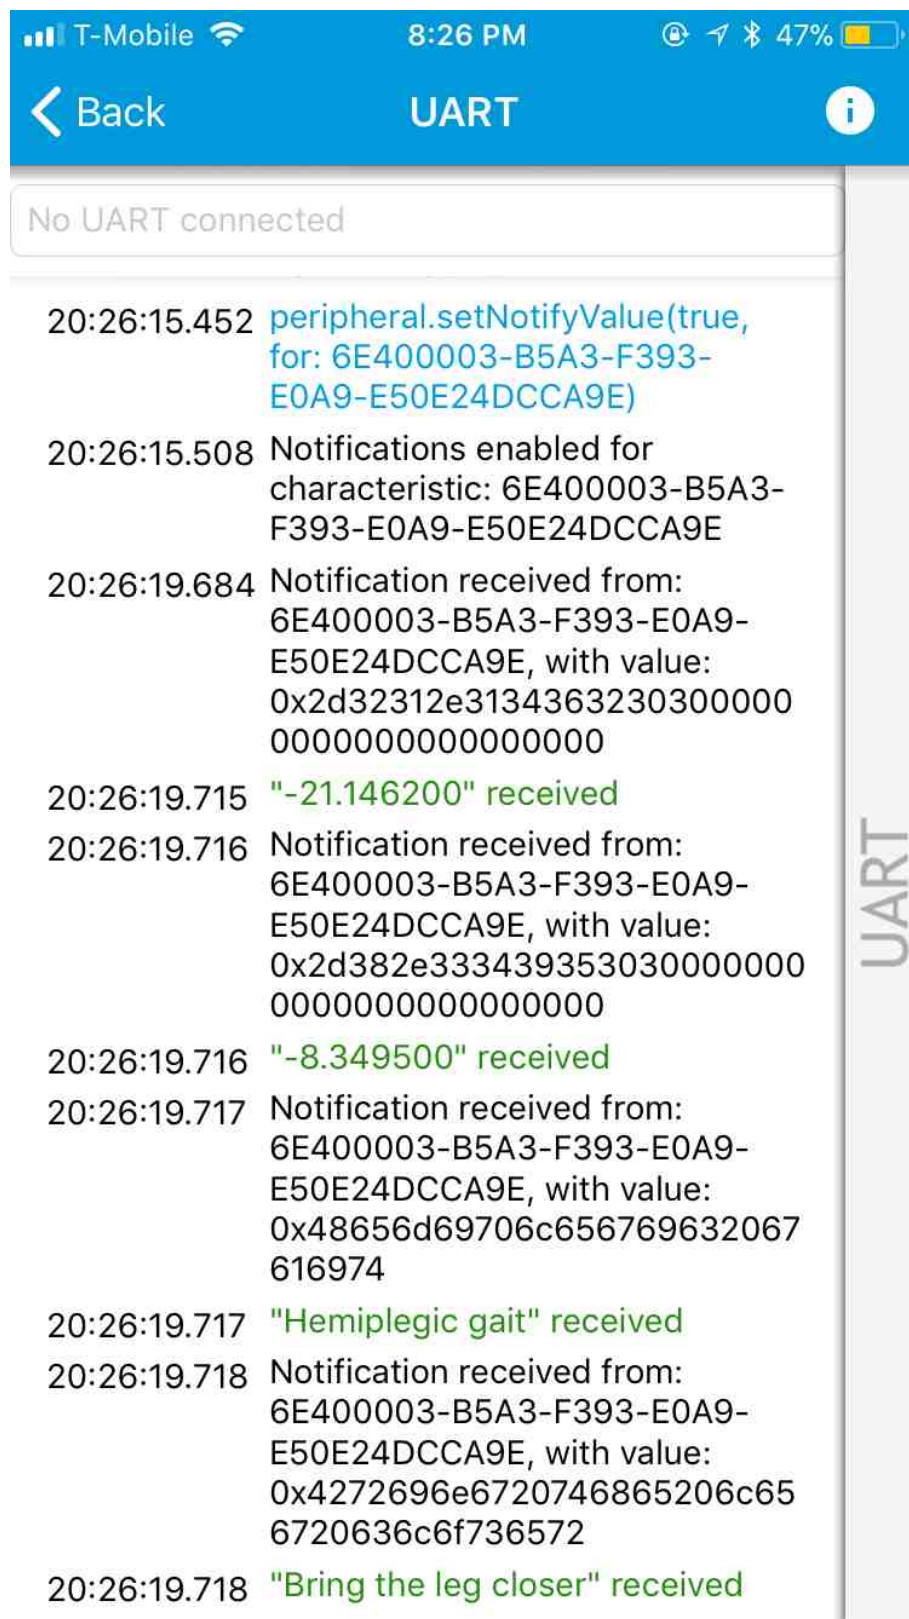 T-Mobile 8:26 PM 47%
Back UART i
No UART connected
20:26:15.452 peripheral.setNotifyValue(true,
for: 6E400003-B5A3-F393-
E0A9-E50E24DCCA9E)
20:26:15.508 Notifications enabled for
characteristic: 6E400003-B5A3-
F393-E0A9-E50E24DCCA9E
20:26:19.684 Notification received from:
6E400003-B5A3-F393-E0A9-
E50E24DCCA9E, with value:
0x2d32312e3134363230300000
0000000000000000
20:26:19.715 "-21.146200" received
20:26:19.716 Notification received from:
6E400003-B5A3-F393-E0A9-
E50E24DCCA9E, with value:
0x2d382e333439353030000000
0000000000000000
20:26:19.716 "-8.349500" received
20:26:19.717 Notification received from:
6E400003-B5A3-F393-E0A9-
E50E24DCCA9E, with value:
0x48656d69706c656769632067
616974
20:26:19.717 "Hemiplegic gait" received
20:26:19.718 Notification received from:
6E400003-B5A3-F393-E0A9-
E50E24DCCA9E, with value:
0x4272696e6720746865206c65
6720636c6f736572
20:26:19.718 "Bring the leg closer" received
UART